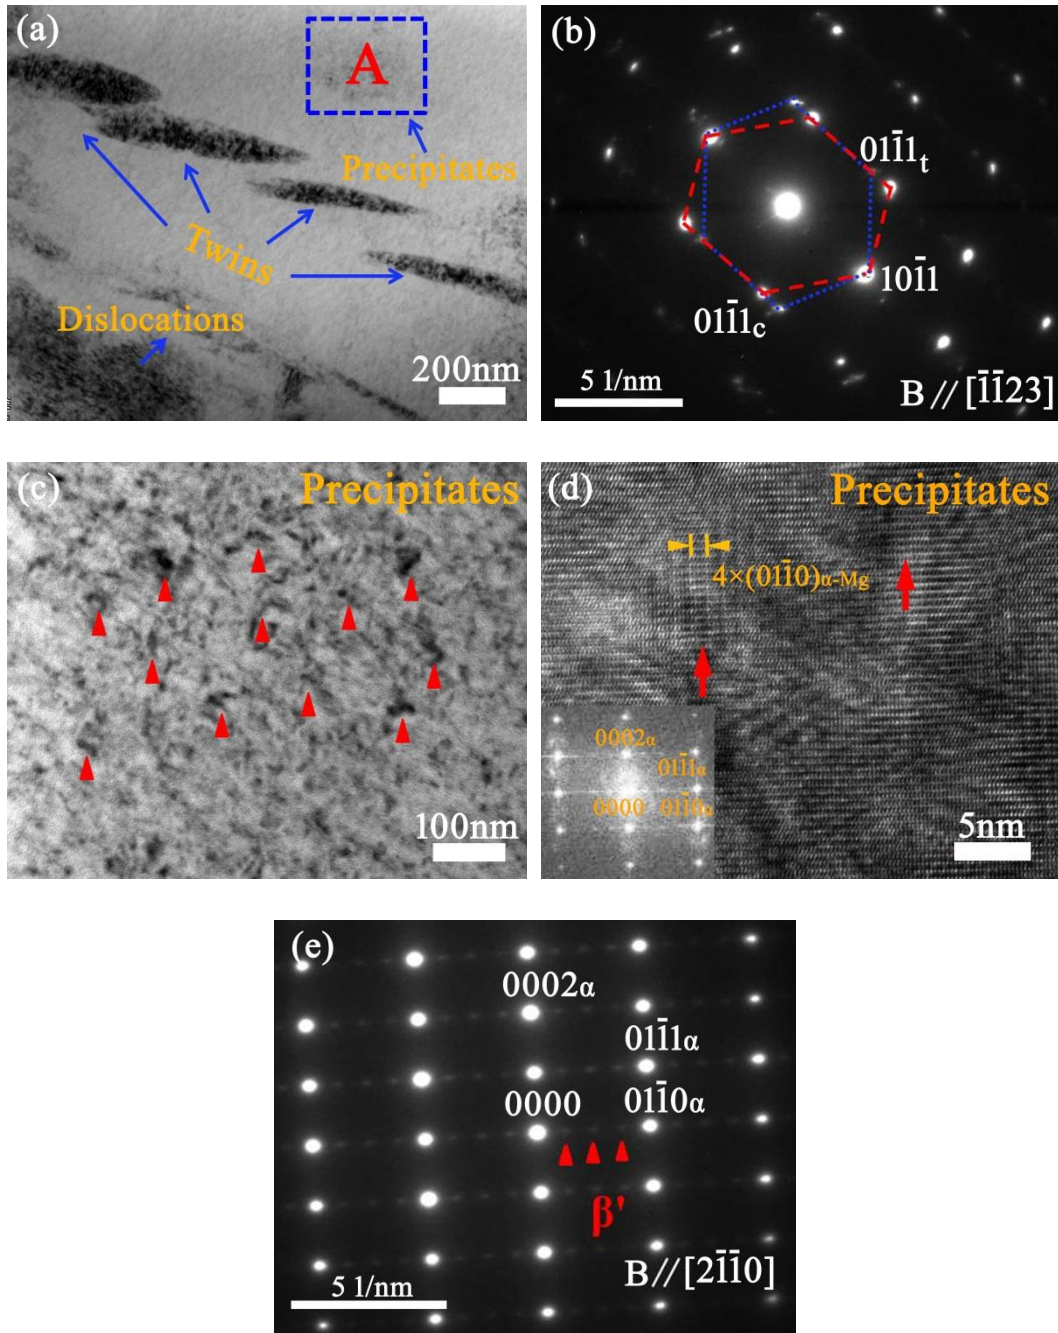 (a)
A
Precipitates
Twins
Dislocations
200nm
(b)
011̅1t
101̅1
011̅1c
5 1/nm
B // [1̅1̅23]
(c)
Precipitates
100nm
(d)
Precipitates
4×(011̅0)α-Mg
0002α
011̅1α
0000
011̅0α
5nm
(e)
0002α
011̅1α
0000
011̅0α
β'
5 1/nm
B//[21̅1̅0]